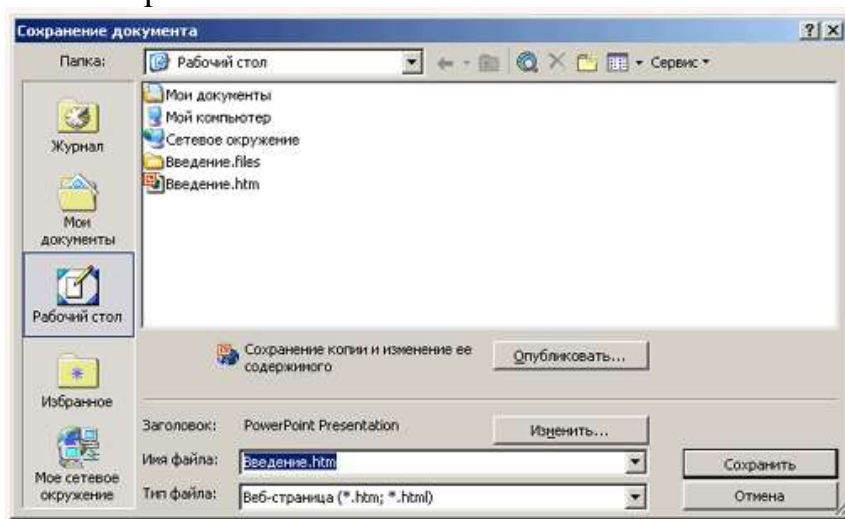 Сохранение документа
Папка:
Рабочий стол
Сервис
Журнал
Мои
документы
Рабочий стол
Избранное
Мое сетевое
окружение
Мои документы
Мой компьютер
Сетевое окружение
Введение.files
Введение.htm
Сохранение копии и изменение ее
содержимого
Опубликовать...
Заголовок:
PowerPoint Presentation
Изменить...
Имя файла:
Введение.htm
Сохранить
Тип файла:
Веб-страница (*.htm; *.html)
Отмена